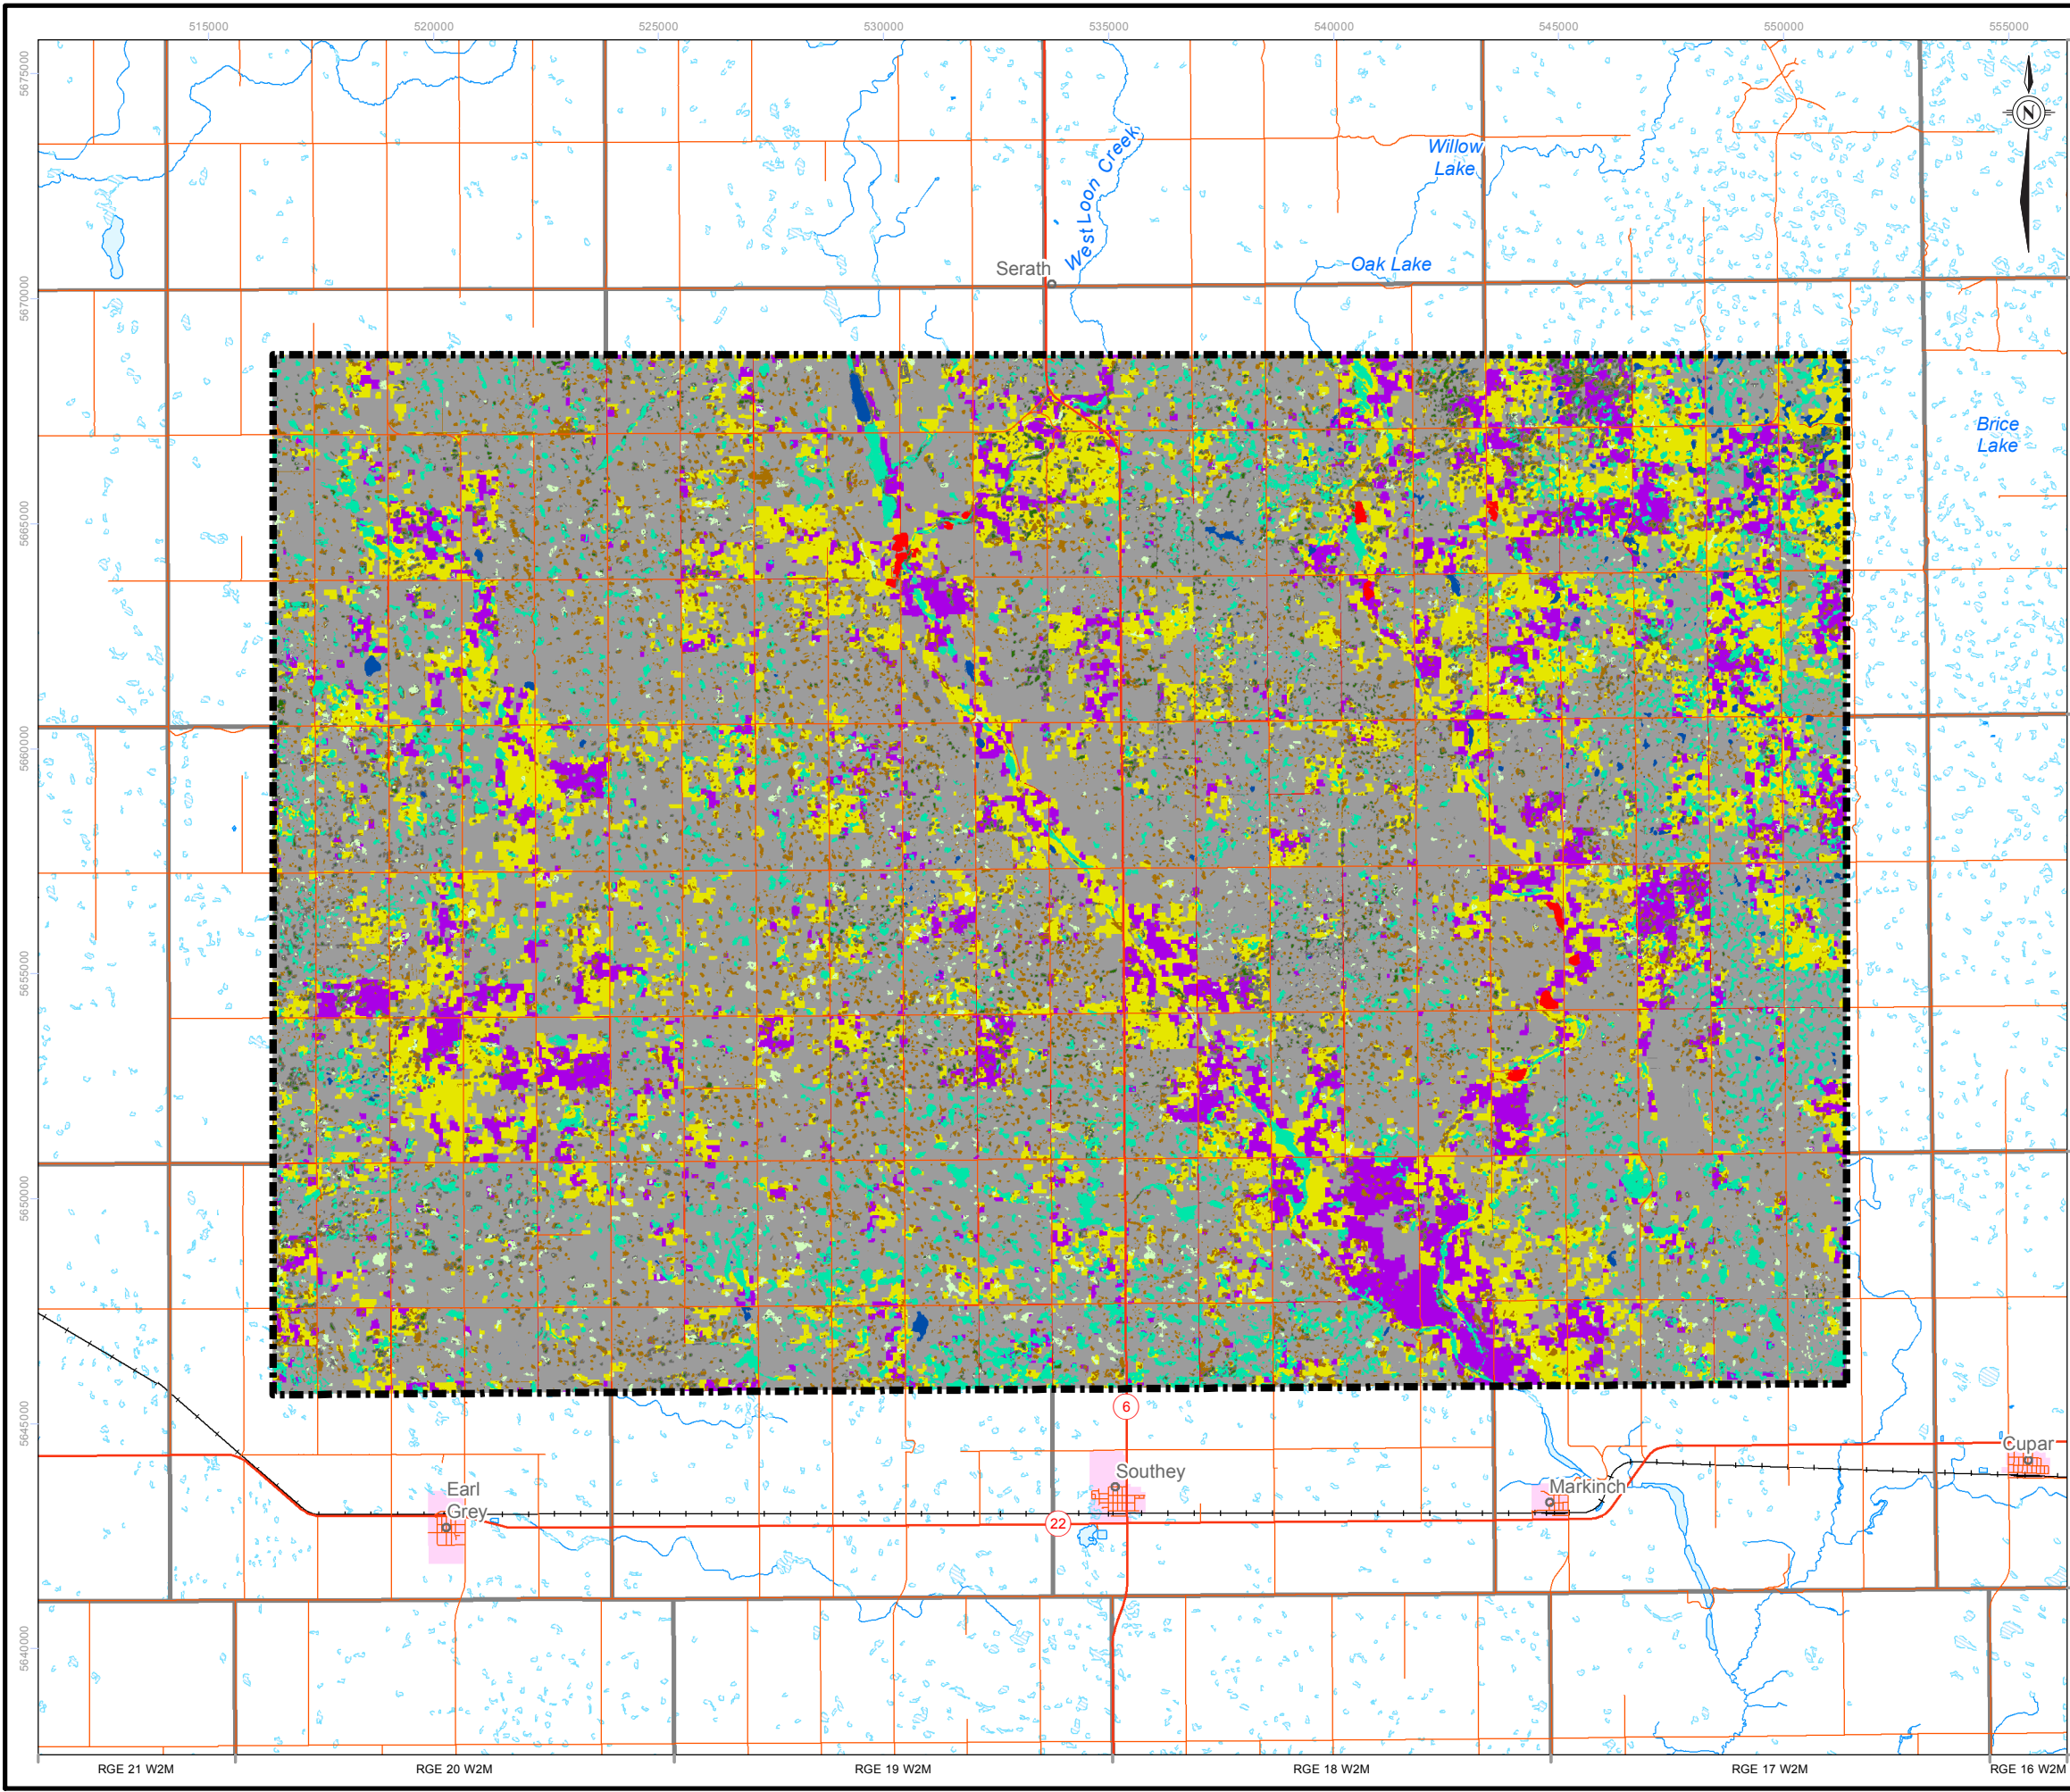 515000 520000 525000 530000 535000 540000 545000 550000 555000
5675000
N
West Loon Creek
Willow
Lake
Serath
Oak Lake
5670000
Brice
Lake
5665000
5660000
5655000
5650000
5645000
6
Cupar
Southey
Earl
Grey
Markinch
22
5640000
RGE 21 W2M RGE 20 W2M RGE 19 W2M RGE 18 W2M RGE 17 W2M RGE 16 W2M